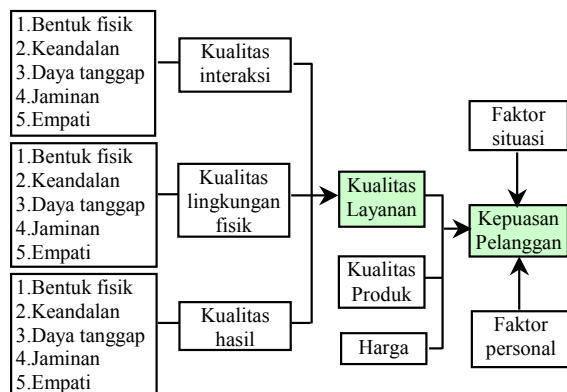 1.Bentuk fisik
2.Keandalan
3.Daya tanggap
4.Jaminan
5.Empati
Kualitas
interaksi
1.Bentuk fisik
2.Keandalan
3.Daya tanggap
4.Jaminan
5.Empati
Kualitas
lingkungan
fisik
1.Bentuk fisik
2.Keandalan
3.Daya tanggap
4.Jaminan
5.Empati
Kualitas
hasil
Kualitas
Layanan
Kualitas
Produk
Harga
Faktor
situasi
Kepuasan
Pelanggan
Faktor
personal